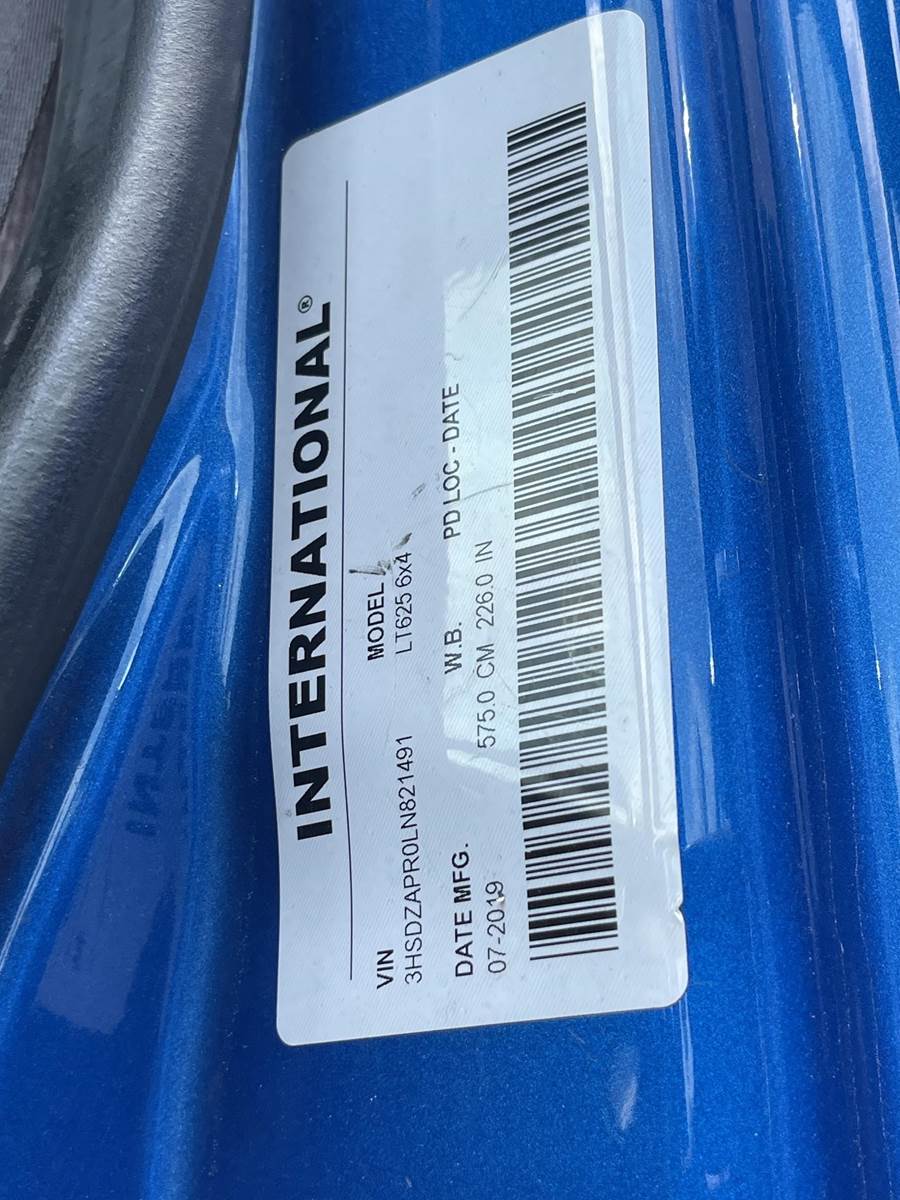 INTERNATIONAL®
VIN MODEL
3HSDZAPR0LN821491 LT625 6x4
DATE MFG. W.B. PD LOC - DATE
07-2019 575.0 CM 226.0 IN